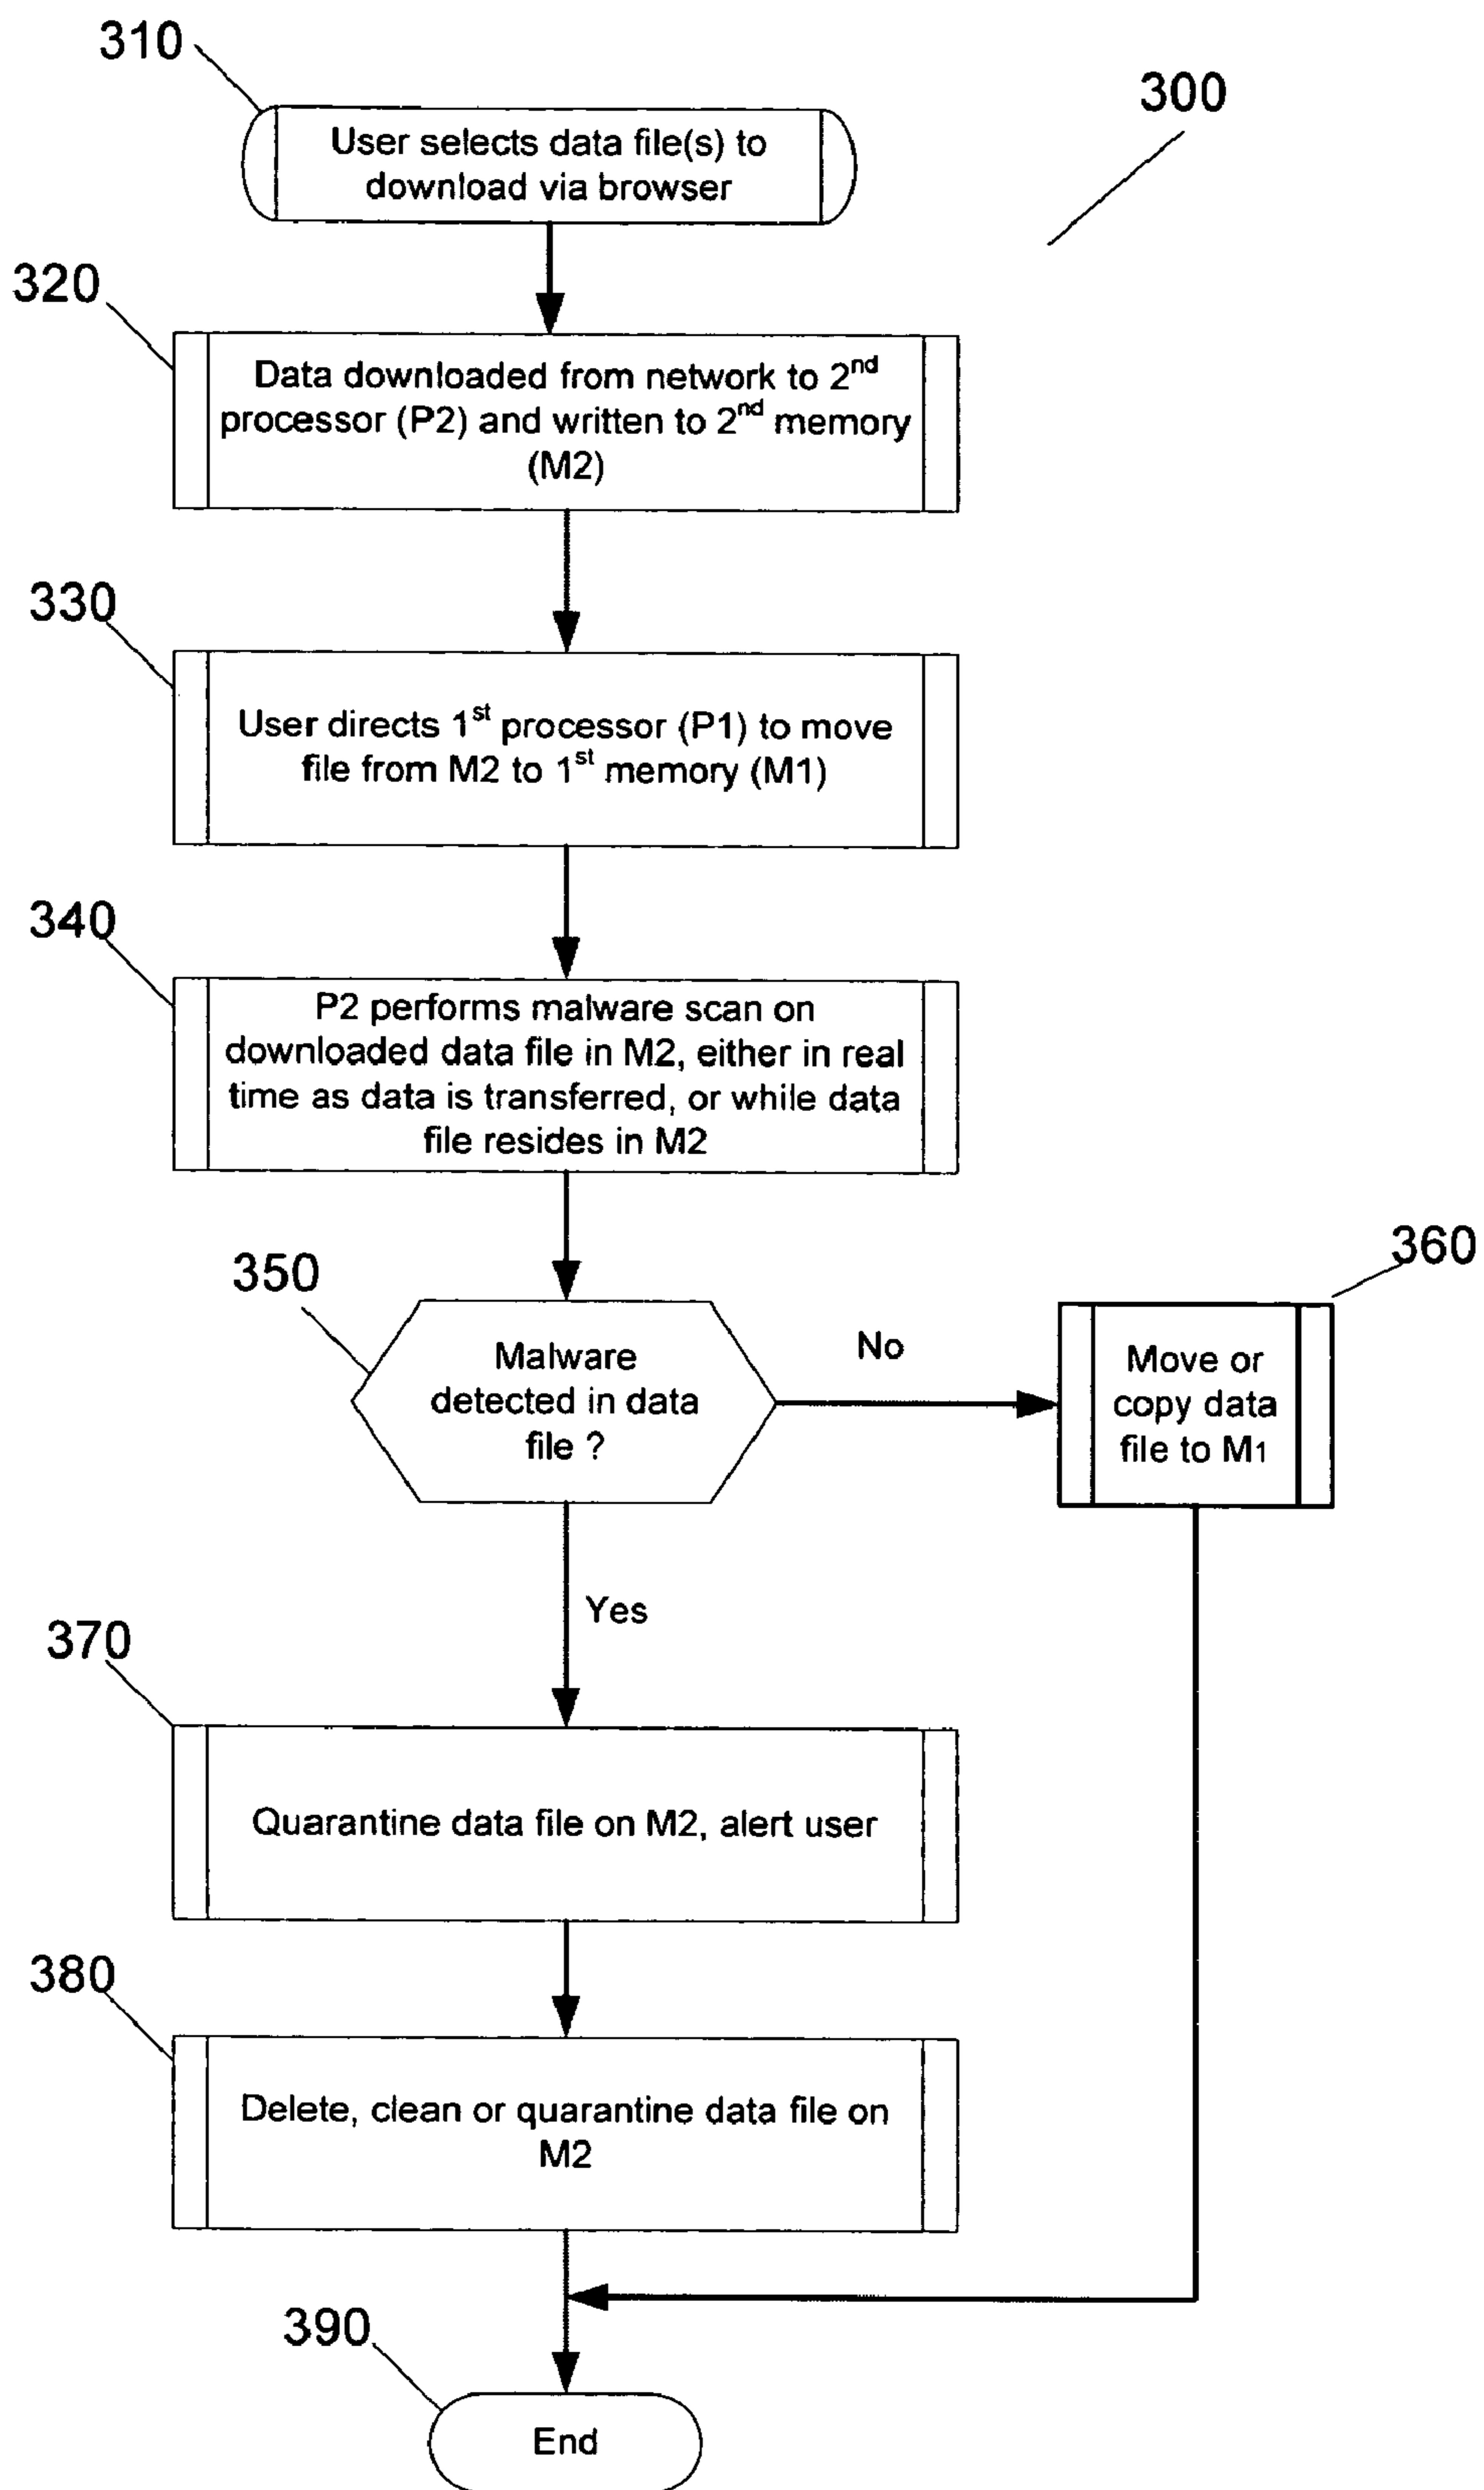 310
300
User selects data file(s) to
download via browser
320
Data downloaded from network to 2nd
processor (P2) and written to 2nd memory
(M2)
330
User directs 1st processor (P1) to move
file from M2 to 1st memory (M1)
340
P2 performs malware scan on
downloaded data file in M2, either in real
time as data is transferred, or while data
file resides in M2
350
Malware
detected in data
file ?
No
360
Move or
copy data
file to M1
Yes
370
Quarantine data file on M2, alert user
380
Delete, clean or quarantine data file on
M2
390
End